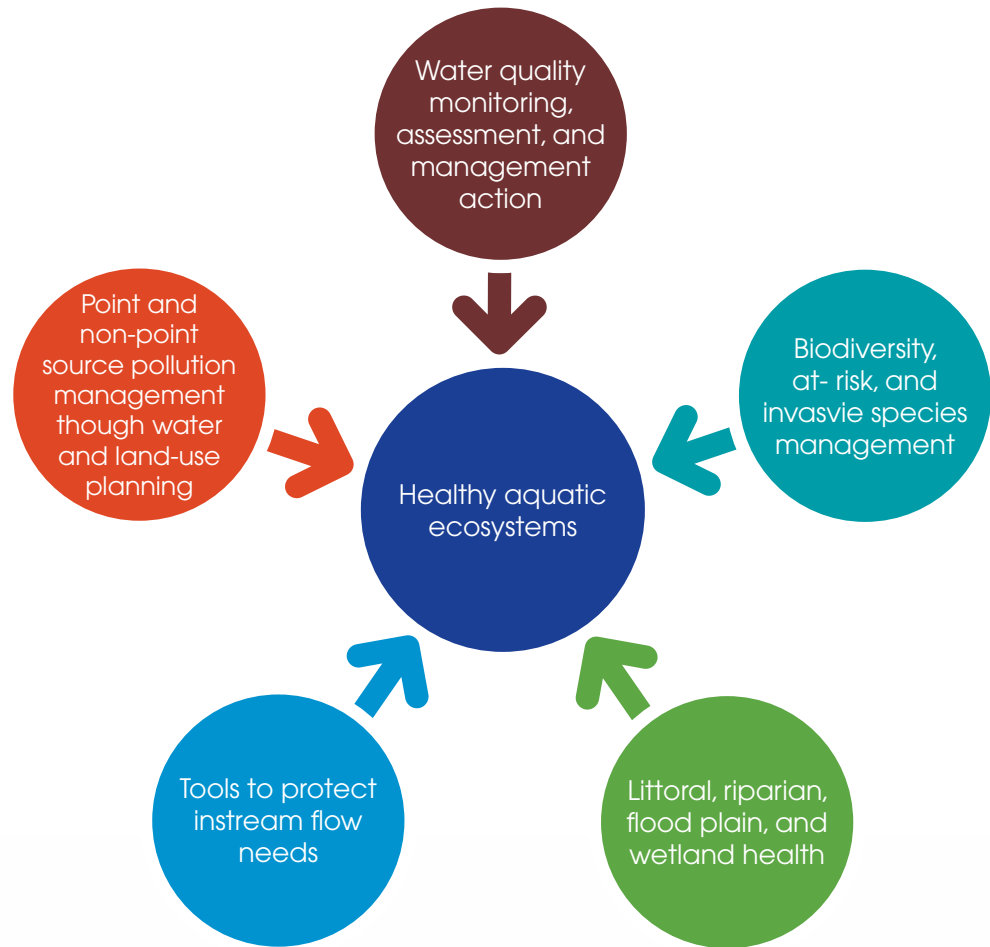 Water quality
monitoring,
assessment, and
management
action
Point and
non-point
source pollution
management
though water
and land-use
planning
Biodiversity,
at- risk, and
invasvie species
management
Healthy aquatic
ecosystems
Tools to protect
instream flow
needs
Littoral, riparian,
flood plain, and
wetland health